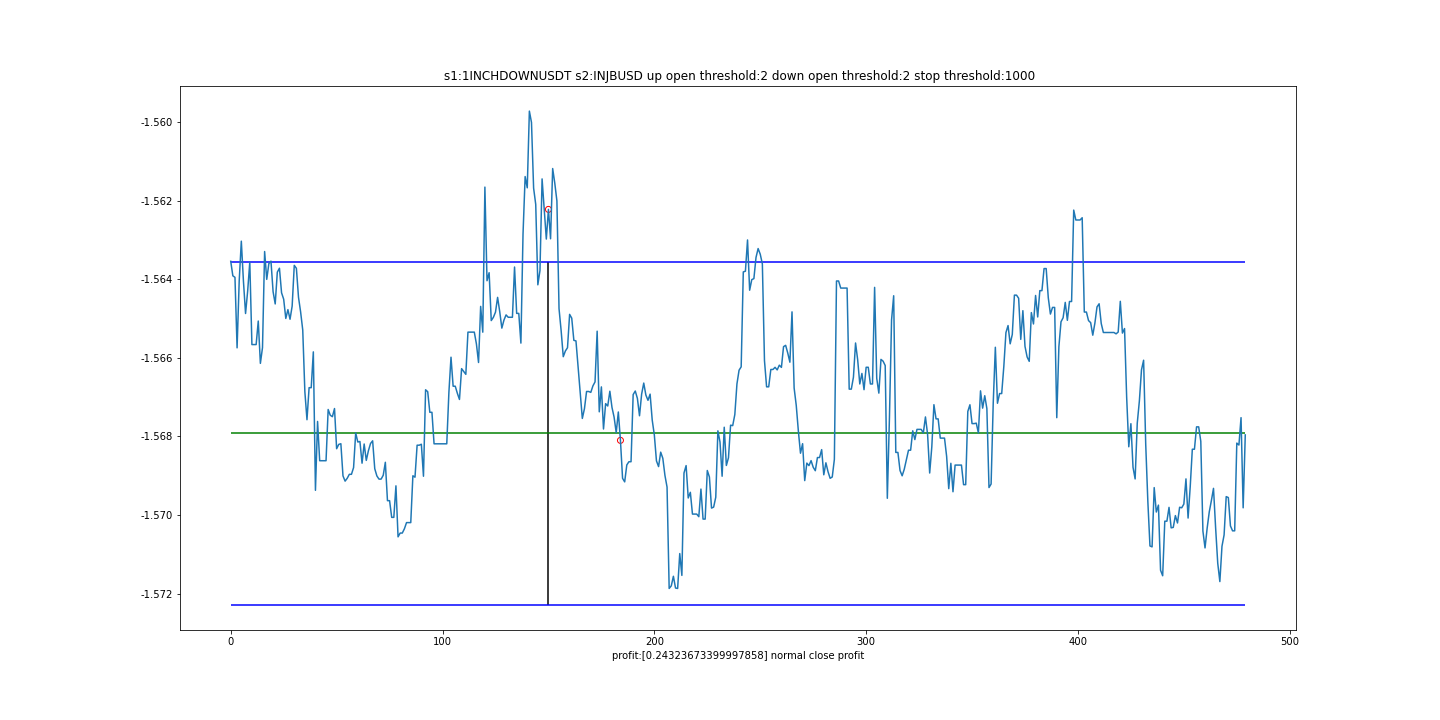 s1:1INCHDOWNUSDT s2:INJBUSD up open threshold:2 down open threshold:2 stop threshold:1000
-1.560
-1.562
-1.564
-1.566
-1.568
-1.570
-1.572
0 100 200 300 400 500
profit:[0.24323673399997858] normal close profit